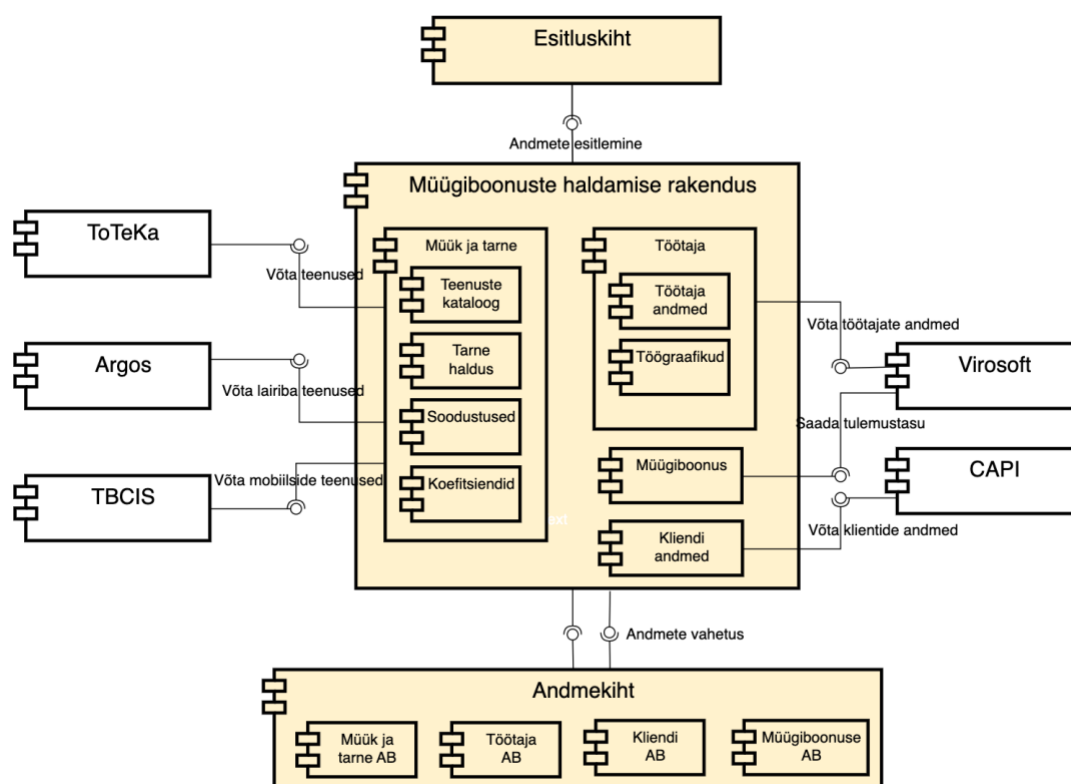 Esitluskiht
Andmete esitlemine
Müügiboonuste haldamise rakendus
ToTeKa
Võta teenused
Argos
Võta lairiba teenused
TBCIS
Võta mobiilside teenused
Müük ja tarne
Teenuste
kataloog
Tarne
haldus
Soodustused
Koefitsiendid
Töötaja
Töötaja
andmed
Töögraafikud
Müügiboonus
Kliendi
andmed
ext
Võta töötajate andmed
Virosoft
Saada tulemustasu
CAPI
Võta klientide andmed
Andmete vahetus
Andmekiht
Müük ja
tarne AB
Töötaja
AB
Kliendi
AB
Müügiboonuse
AB